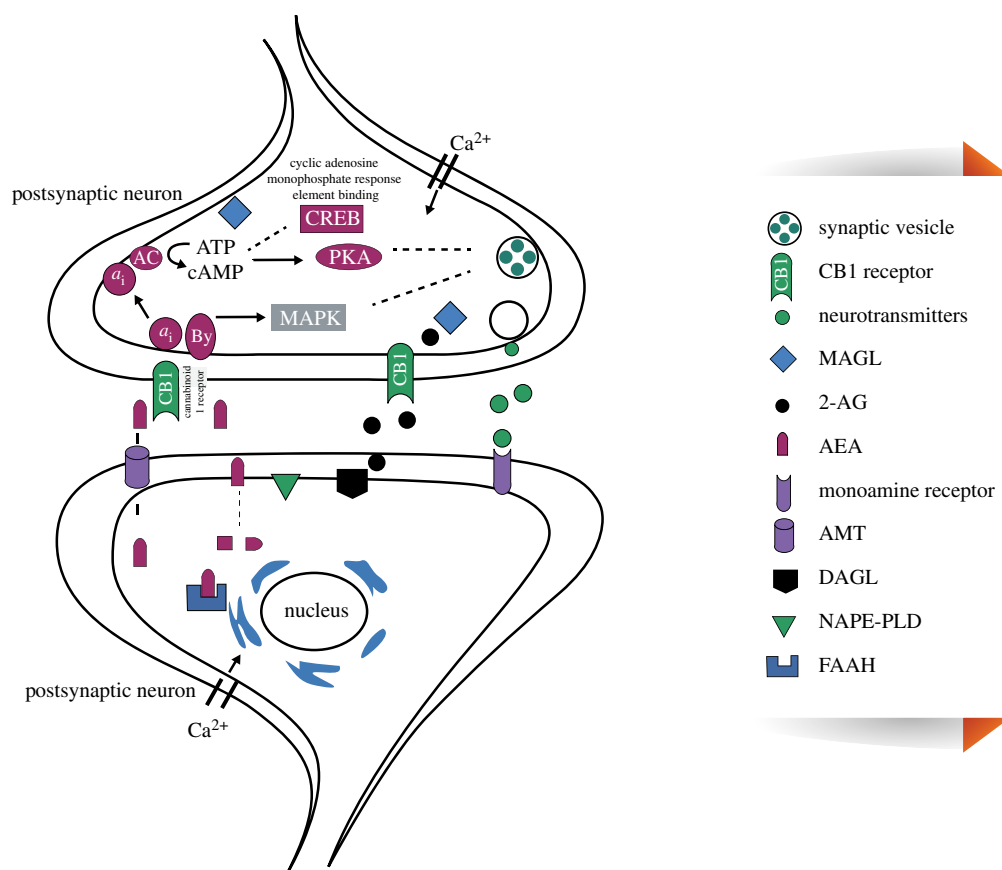 Ca2+
cyclic adenosine
monophosphate response
element binding
postsynaptic neuron
CREB
ATP
AC
cAMP
PKA
ai
MAPK
ai
By
CB1
cannabinoid
1 receptor
CB1
nucleus
postsynaptic neuron
Ca2+
synaptic vesicle
CB1
CB1 receptor
neurotransmitters
MAGL
2-AG
AEA
monoamine receptor
AMT
DAGL
NAPE-PLD
FAAH